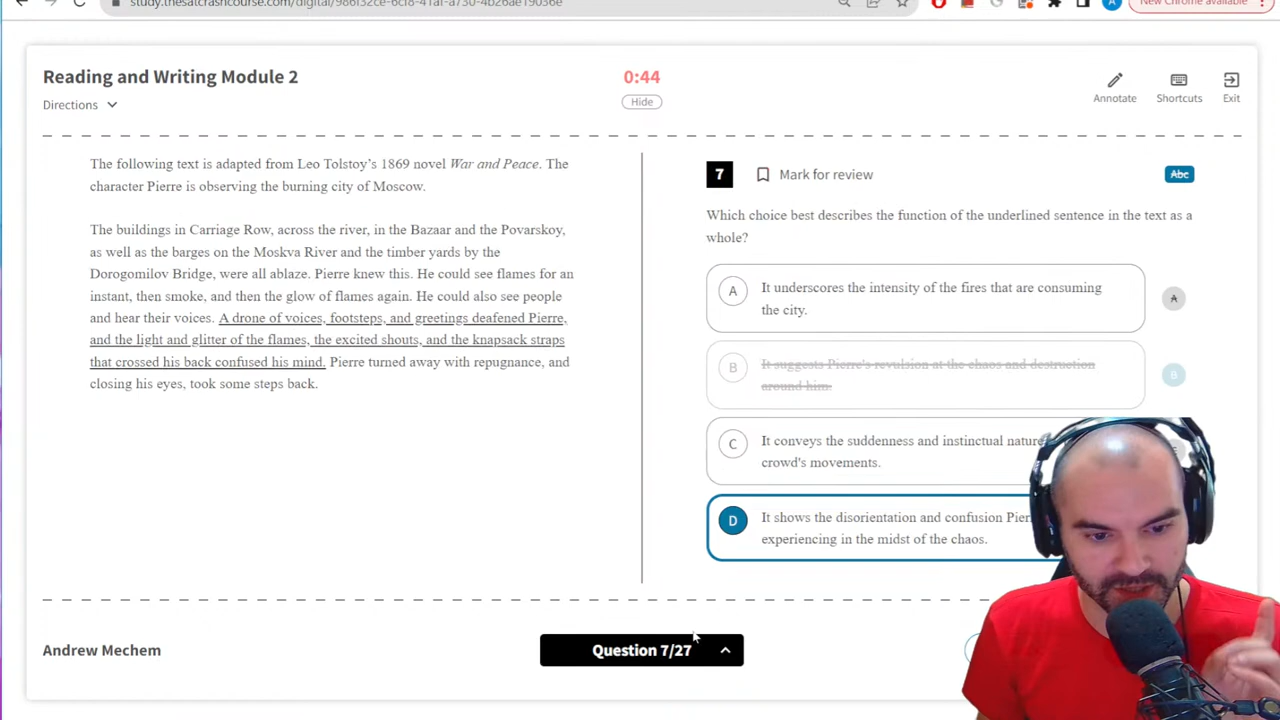 study.thesatcrashcourse.com/digital/
New Chrome available
Reading and Writing Module 2
0:44
Directions
Hide
Annotate
Shortcuts
Exit
The following text is adapted from Leo Tolstoy's 1869 novel War and Peace. The
character Pierre is observing the burning city of Moscow.
The buildings in Carriage Row, across the river, in the Bazaar and the Povarskoy,
as well as the barges on the Moskva River and the timber yards by the
Dorogomilov Bridge, were all ablaze. Pierre knew this. He could see flames for an
instant, then smoke, and then the glow of flames again. He could also see people
and hear their voices. A drone of voices, footsteps, and greetings deafened Pierre,
and the light and glitter of the flames, the excited shouts, and the knapsack straps
that crossed his back confused his mind. Pierre turned away with repugnance, and
closing his eyes, took some steps back.
7
Mark for review
Abc
Which choice best describes the function of the underlined sentence in the text as a
whole?
A
It underscores the intensity of the fires that are consuming
the city.
A
B
It suggests Pierre's revulsion at the chaos and destruction
around him.
B
C
It conveys the suddenness and instinctual nature
crowd's movements.
D
It shows the disorientation and confusion
experiencing in the midst of the chaos.
Andrew Mechem
Question 7/27